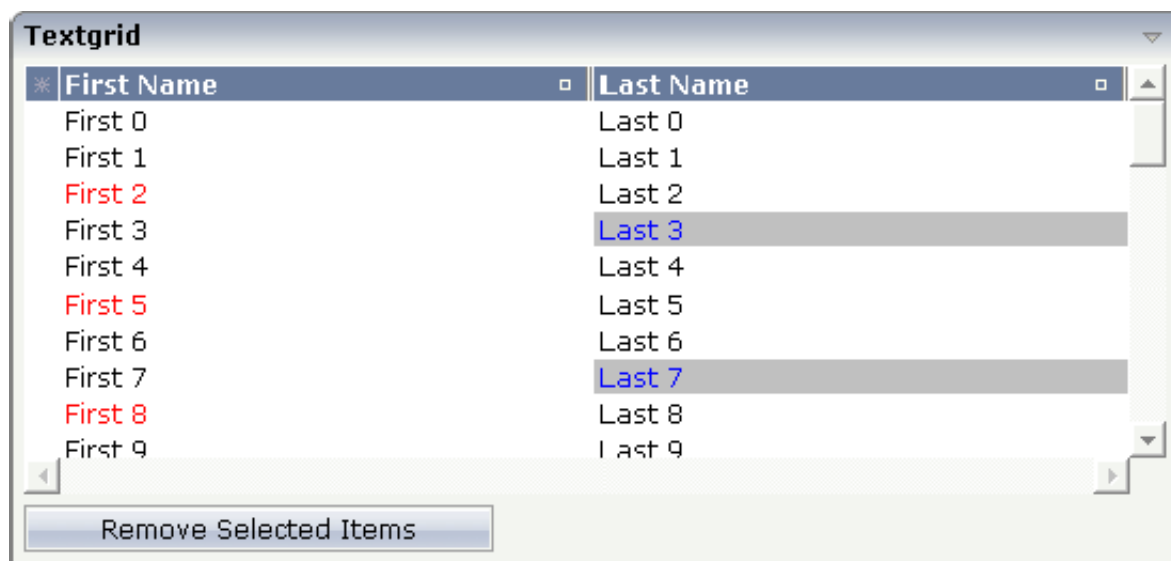 Textgrid
First Name Last Name
First 0 Last 0
First 1 Last 1
First 2 Last 2
First 3 Last 3
First 4 Last 4
First 5 Last 5
First 6 Last 6
First 7 Last 7
First 8 Last 8
First 9 Last 9
Remove Selected Items